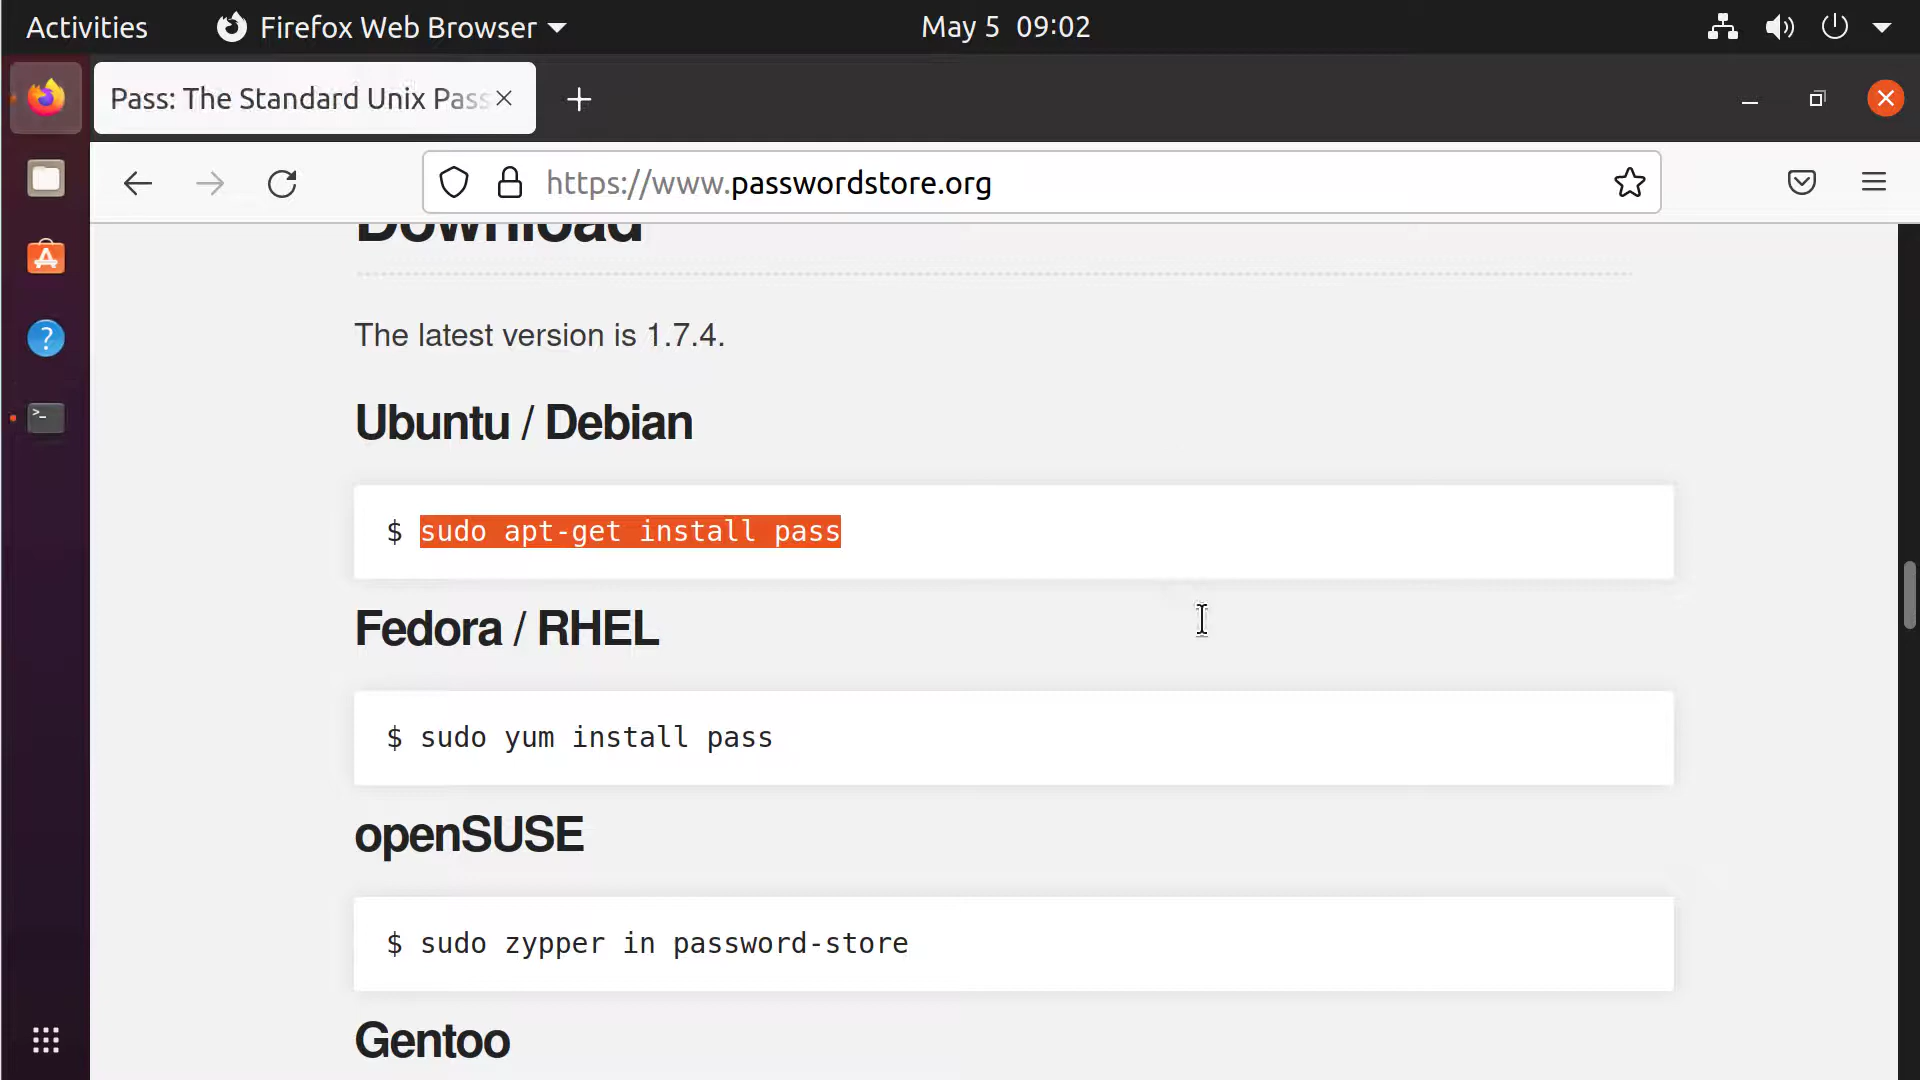 Activities
Firefox Web Browser
May 5 09:02
Pass: The Standard Unix Pass
https://www.passwordstore.org
Download
The latest version is 1.7.4.
Ubuntu / Debian
$ sudo apt-get install pass
Fedora / RHEL
$ sudo yum install pass
openSUSE
$ sudo zypper in password-store
Gentoo